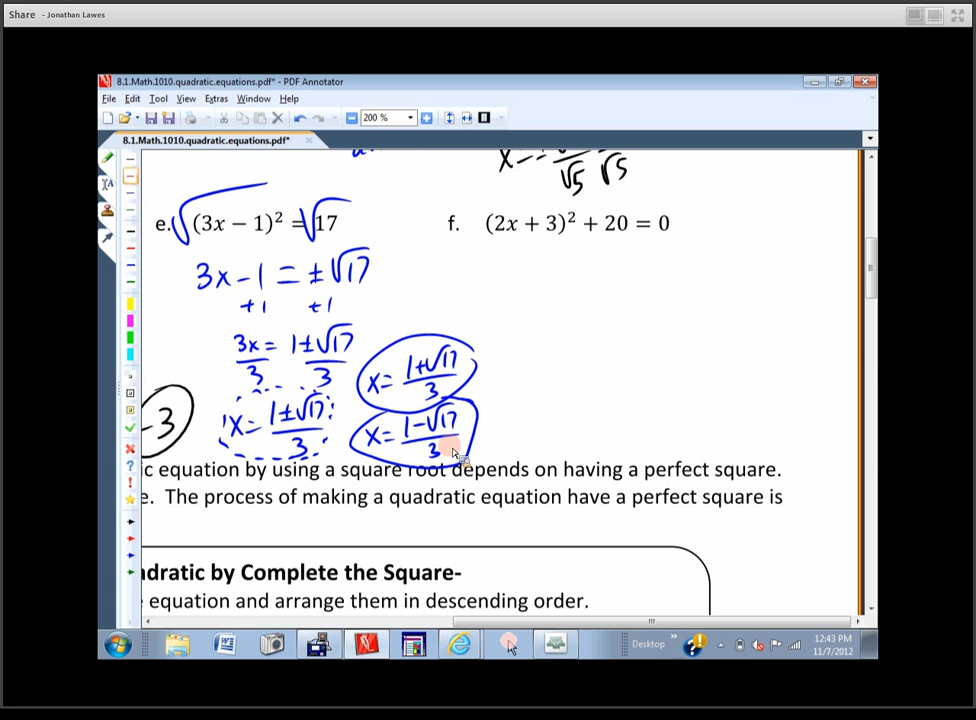 Share - Jonathan Lawes
8.1.Math.1010.quadratic.equations.pdf* - PDF Annotator
File Edit Tool View Extras Window Help
200 %
8.1.Math.1010.quadratic.equations.pdf*
√5 √5
e. √(3x − 1)² = √17
f. (2x + 3)² + 20 = 0
3x - 1 = ±√17
+1 +1
3x = 1±√17
3 3
x = 1+√17
3
-3
x = 1±√17
3
x = 1-√17
3
c equation by using a square root depends on having a perfect square.
e. The process of making a quadratic equation have a perfect square is
adratic by Complete the Square-
equation and arrange them in descending order.
Desktop
12:43 PM
11/7/2012